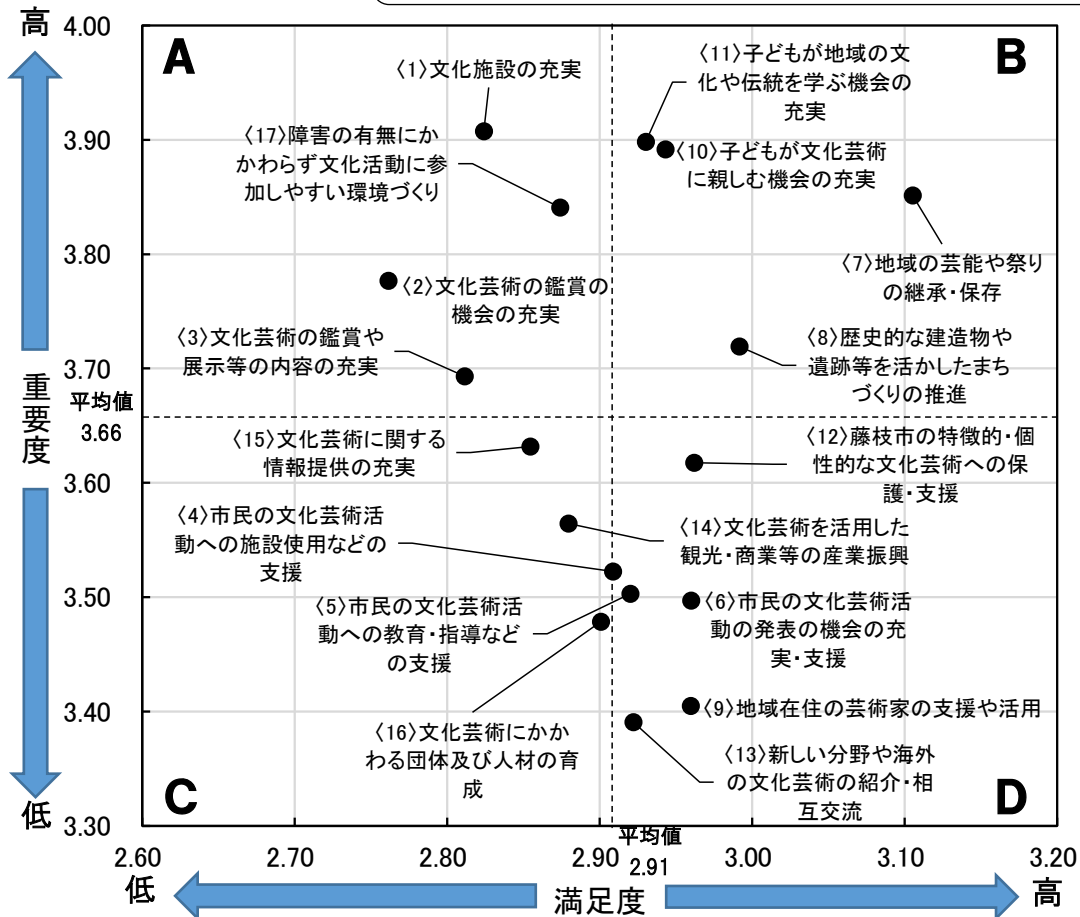 高
4.00
A
B
〈1〉文化施設の充実
〈11〉子どもが地域の文
化や伝統を学ぶ機会の
充実
3.90
〈17〉障害の有無にか
かわらず文化活動に参
加しやすい環境づくり
〈10〉子どもが文化芸術
に親しむ機会の充実
3.80
〈7〉地域の芸能や祭り
の継承・保存
〈2〉文化芸術の鑑賞の
機会の充実
〈3〉文化芸術の鑑賞や
展示等の内容の充実
〈8〉歴史的な建造物や
遺跡等を活かしたまち
づくりの推進
3.70
重要度
平均値
3.66
〈15〉文化芸術に関する
情報提供の充実
〈12〉藤枝市の特徴的・個
性的な文化芸術への保
護・支援
3.60
〈4〉市民の文化芸術活
動への施設使用などの
支援
〈14〉文化芸術を活用した
観光・商業等の産業振興
3.50
〈5〉市民の文化芸術活
動への教育・指導など
の支援
〈6〉市民の文化芸術活
動の発表の機会の充
実・支援
3.40
〈9〉地域在住の芸術家の支援や活用
〈16〉文化芸術にかか
わる団体及び人材の育
成
〈13〉新しい分野や海外
の文化芸術の紹介・相
互交流
C
D
低
3.30
平均値
2.91
2.60
2.70
2.80
2.90
3.00
3.10
3.20
低
満足度
高